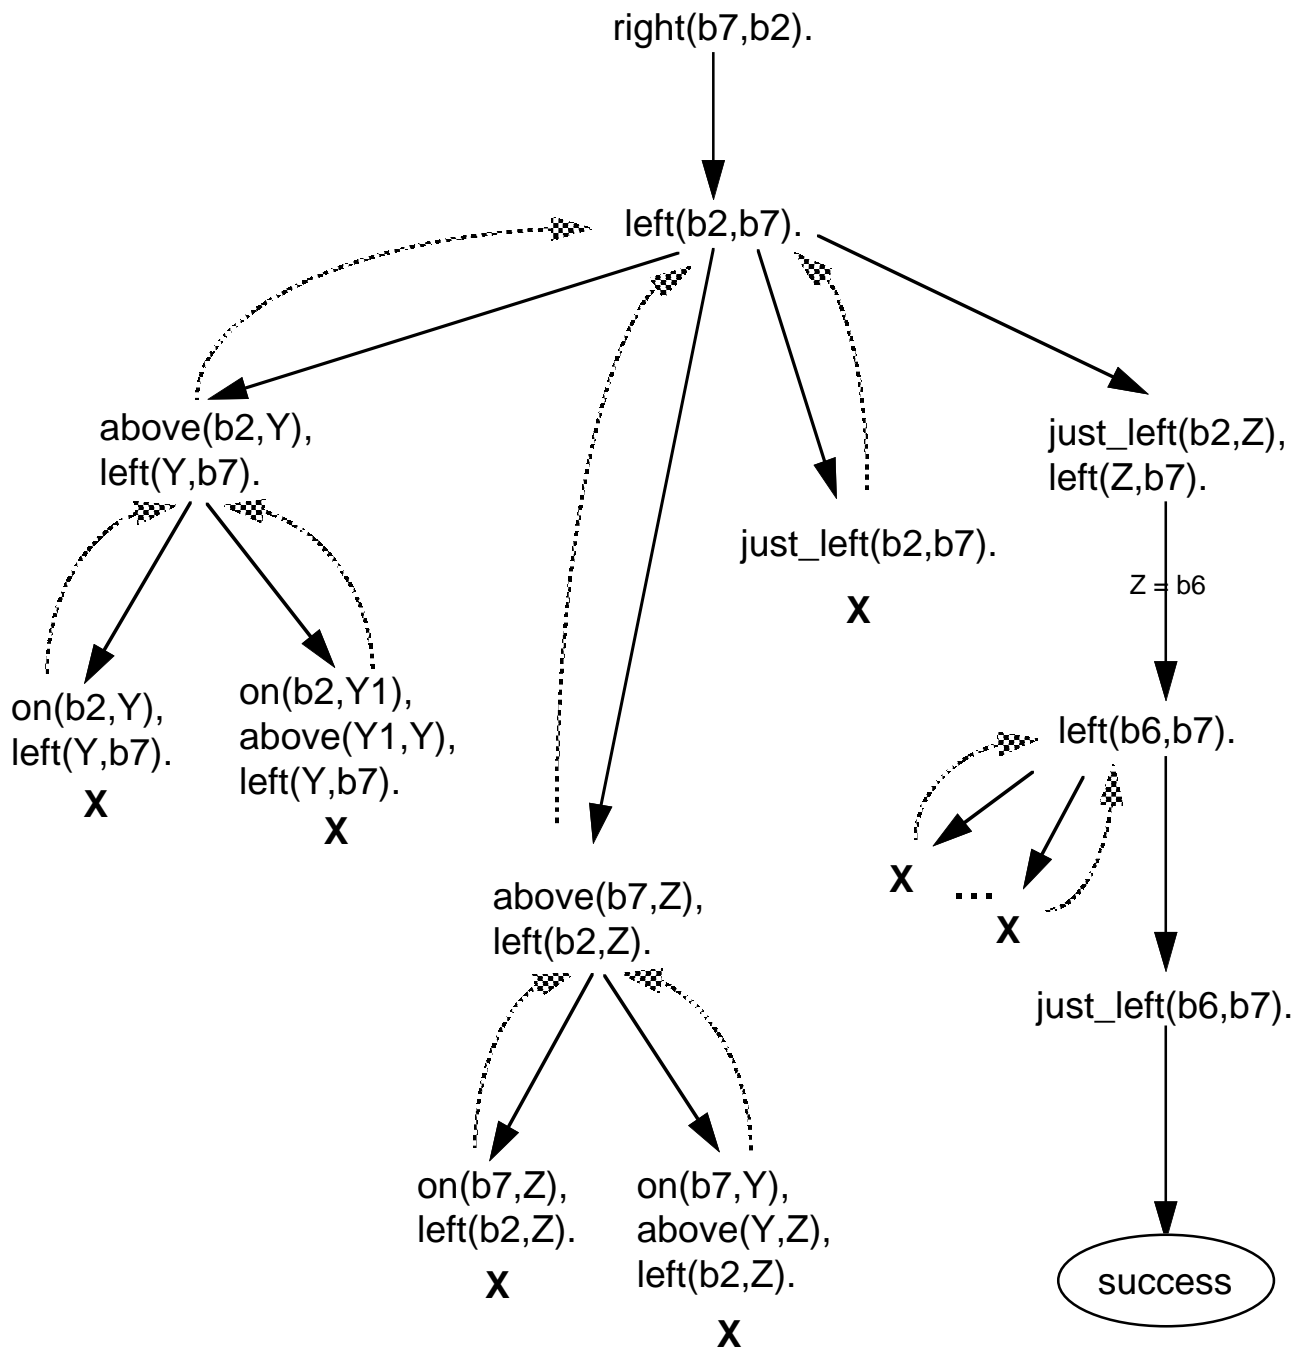 right(b7,b2).
left(b2,b7).
above(b2,Y),
left(Y,b7).
just_left(b2,Z),
left(Z,b7).
just_left(b2,b7).
X
Z = b6
on(b2,Y),
left(Y,b7).
X
on(b2,Y1),
above(Y1,Y),
left(Y,b7).
X
left(b6,b7).
X
...
X
above(b7,Z),
left(b2,Z).
just_left(b6,b7).
on(b7,Z),
left(b2,Z).
X
on(b7,Y),
above(Y,Z),
left(b2,Z).
X
success